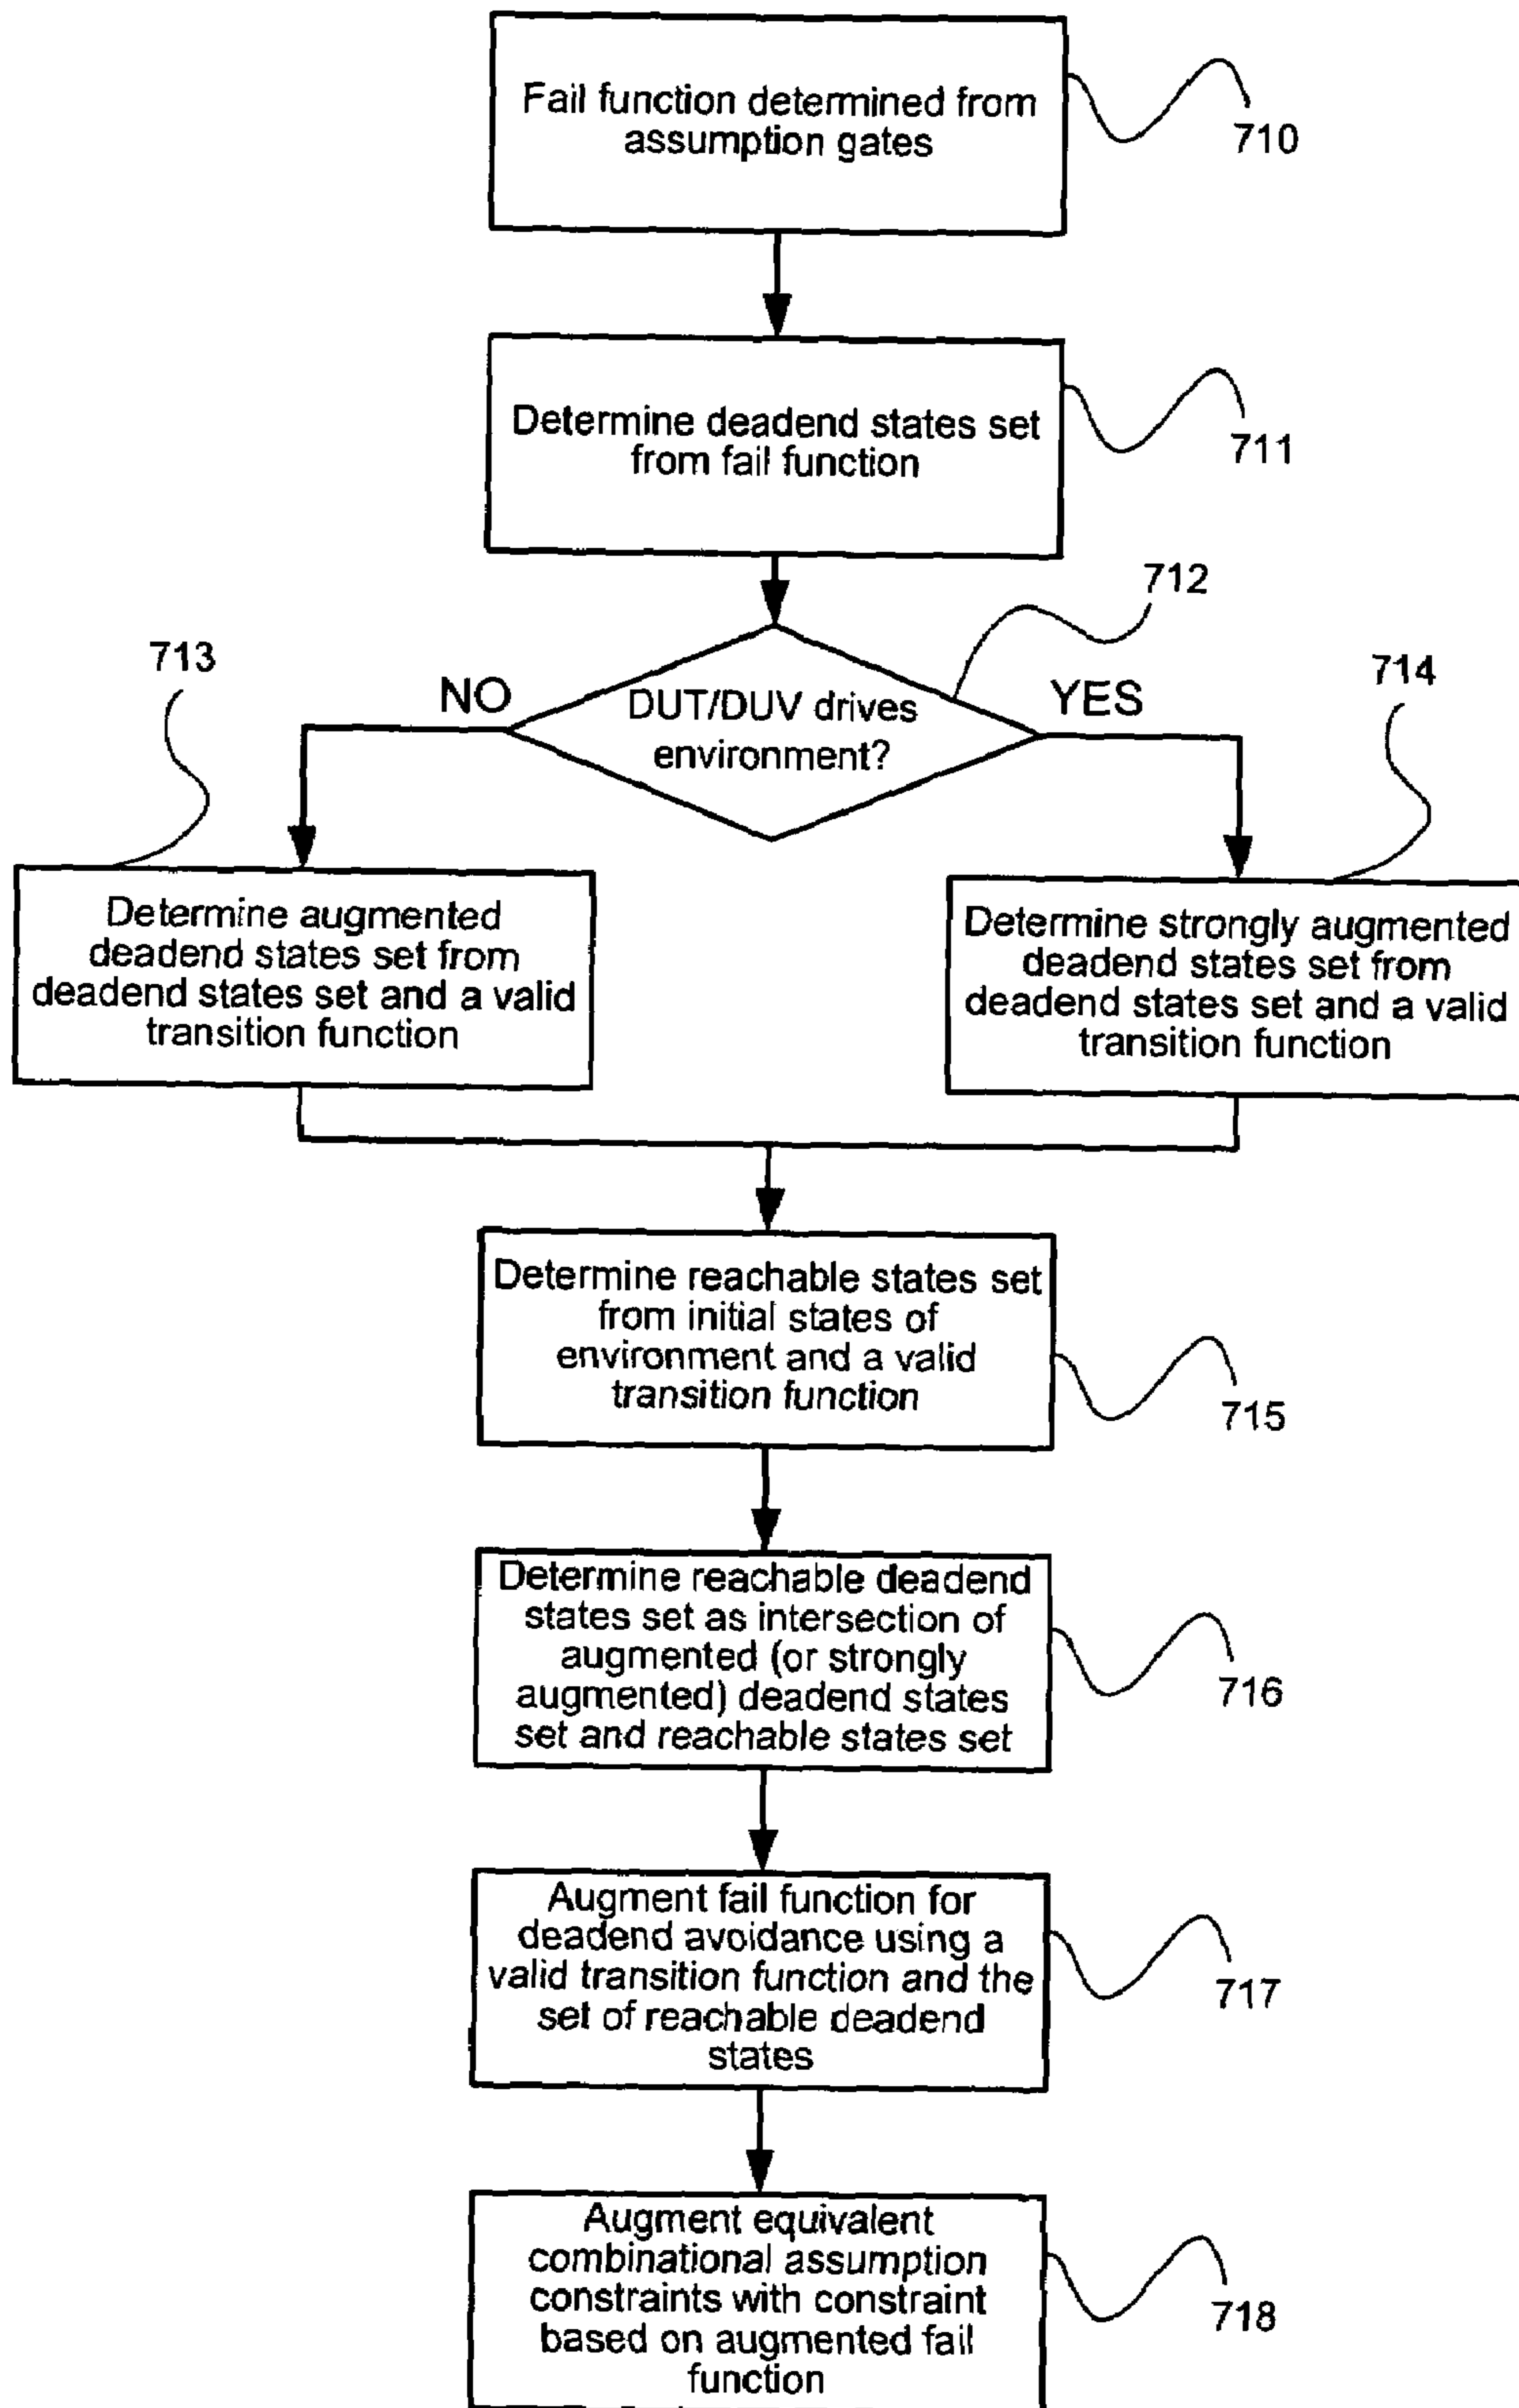 Fail function determined from
assumption gates
710
Determine deadend states set
from fail function
711
712
DUT/DUV drives
environment?
NO
YES
713
714
Determine augmented
deadend states set from
deadend states set and a valid
transition function
Determine strongly augmented
deadend states set from
deadend states set and a valid
transition function
Determine reachable states set
from initial states of
environment and a valid
transition function
715
Determine reachable deadend
states set as intersection of
augmented (or strongly
augmented) deadend states
set and reachable states set
716
Augment fail function for
deadend avoidance using a
valid transition function and the
set of reachable deadend
states
717
Augment equivalent
combinational assumption
constraints with constraint
based on augmented fail
function
718